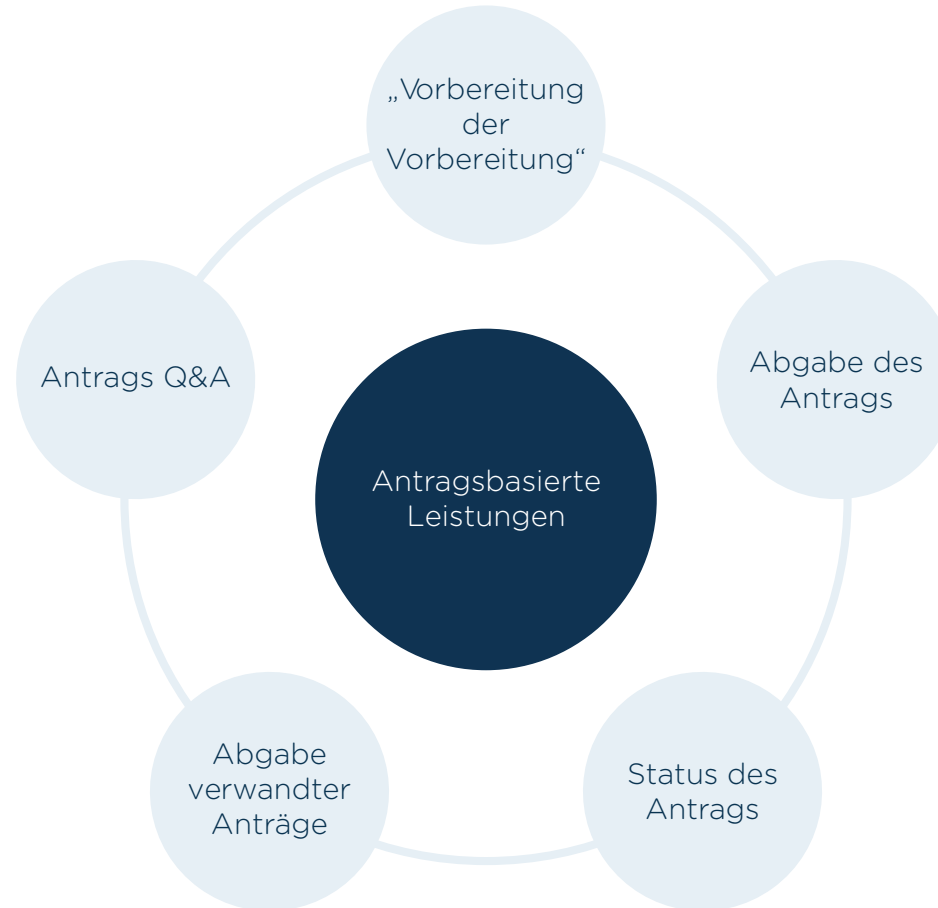 „Vorbereitung
der
Vorbereitung“
Antrags Q&A
Abgabe des
Antrags
Antragsbasierte
Leistungen
Abgabe
verwandter
Anträge
Status des
Antrags